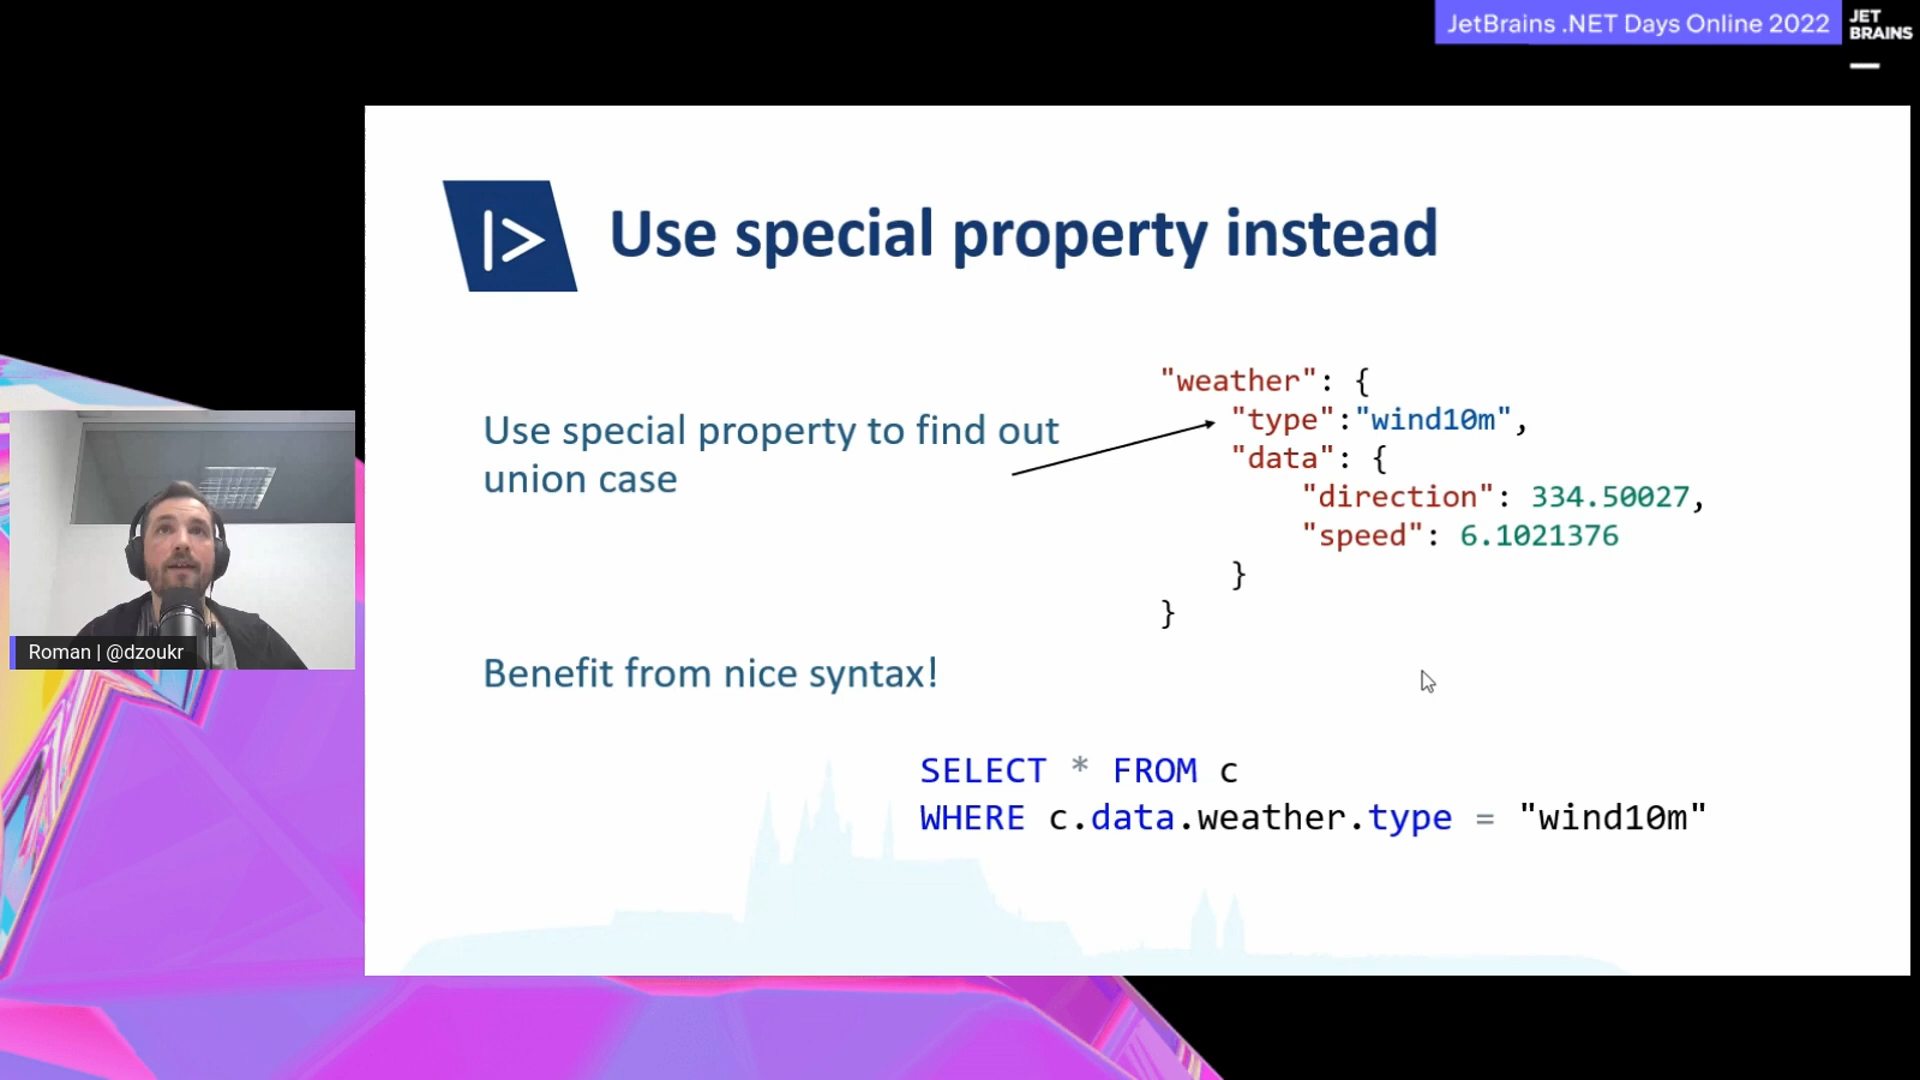 JetBrains .NET Days Online 2022
JET
BRAINS
|> Use special property instead
Use special property to find out
union case
"weather": {
"type":"wind10m",
"data": {
"direction": 334.50027,
"speed": 6.1021376
}
}
Benefit from nice syntax!
SELECT * FROM c
WHERE c.data.weather.type = "wind10m"
Roman | @dzoukr